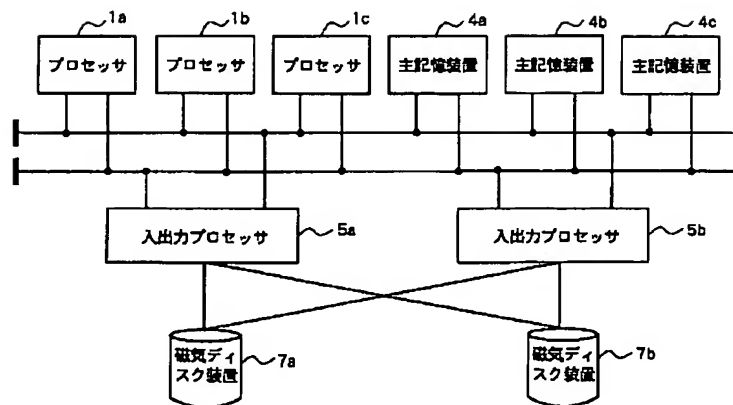 1a
1b
1c
4a
4b
4c
プロセッサ
プロセッサ
プロセッサ
主記憶装置
主記憶装置
主記憶装置
入出力プロセッサ
5a
入出力プロセッサ
5b
磁気ディ
スク装置
7a
磁気ディ
スク装置
7b